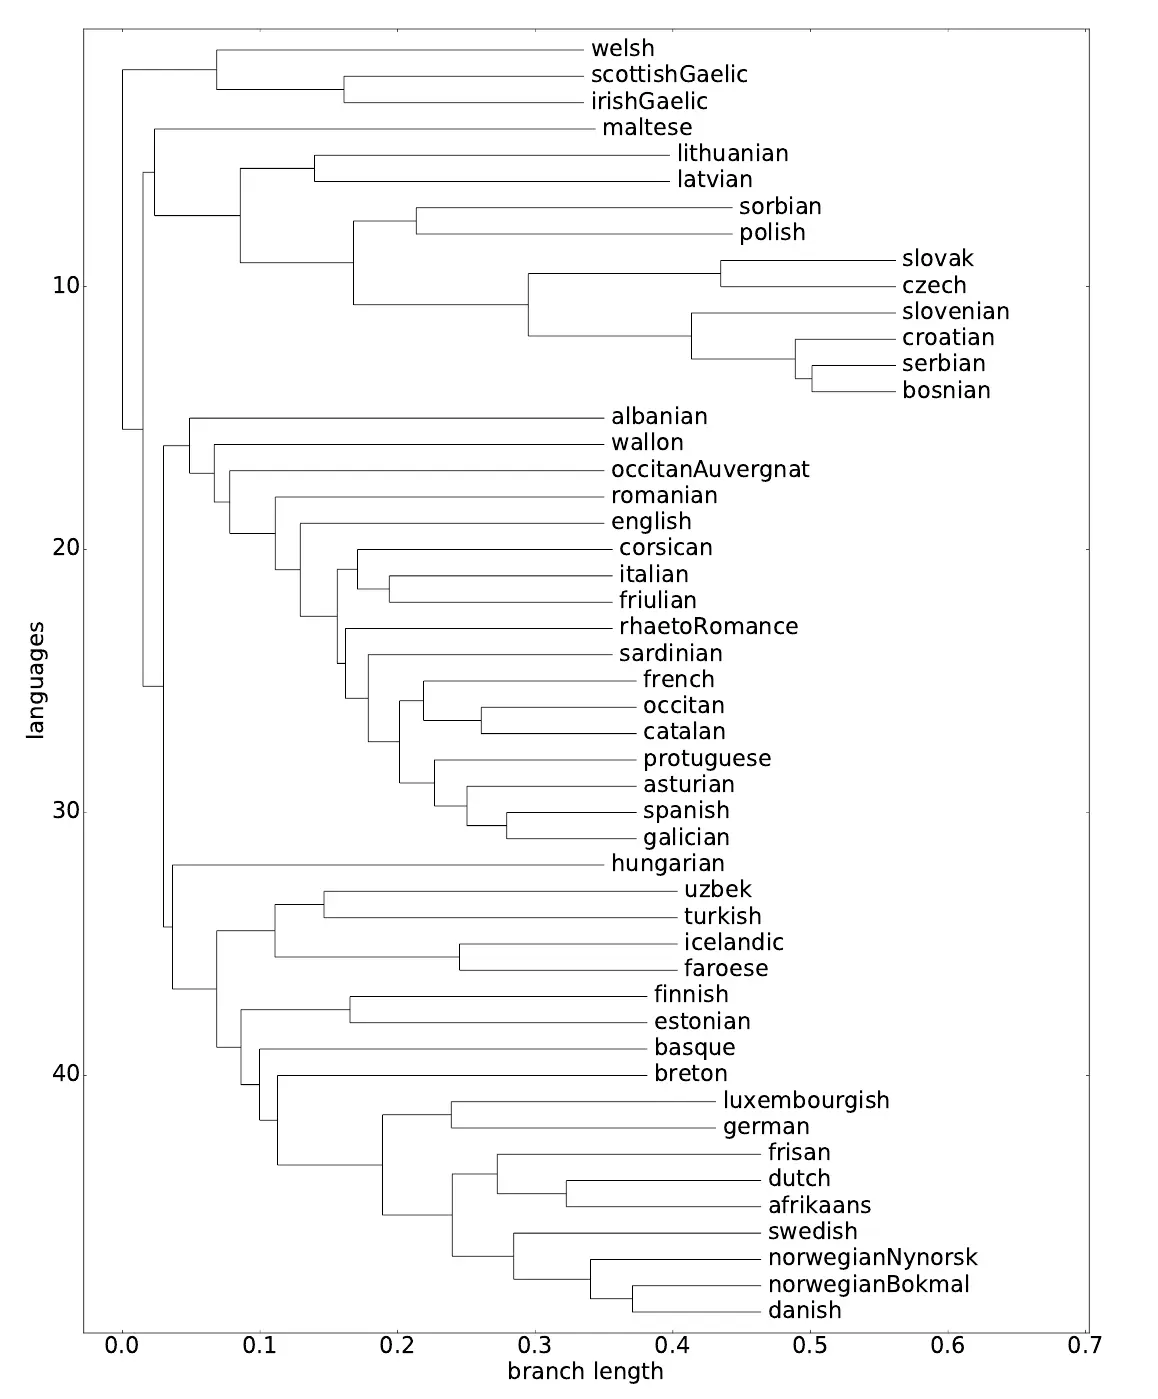 welsh
scottishGaelic
irishGaelic
maltese
lithuanian
latvian
sorbian
polish
slovak
10
czech
slovenian
croatian
serbian
bosnian
albanian
wallon
occitanAuvergnat
romanian
english
20
corsican
italian
friulian
rhaetoRomance
sardinian
languages
french
occitan
catalan
protuguese
asturian
30
spanish
galician
hungarian
uzbek
turkish
icelandic
faroese
finnish
estonian
basque
40
breton
luxembourgish
german
frisan
dutch
afrikaans
swedish
norwegianNynorsk
norwegianBokmal
danish
0.0 0.1 0.2 0.3 0.4 0.5 0.6 0.7
branch length